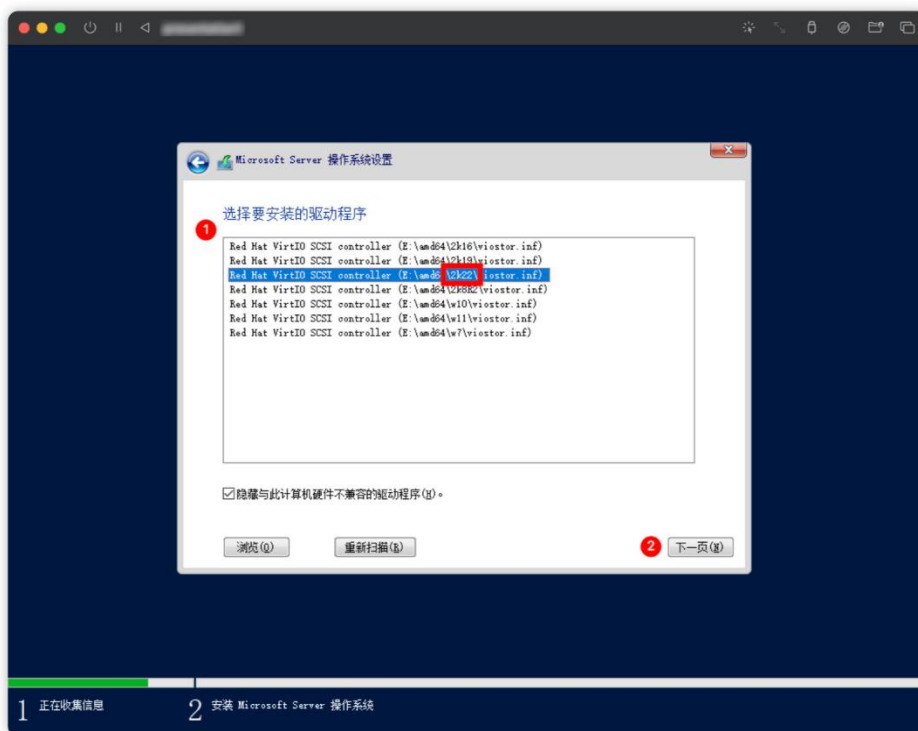 Microsoft Server 操作系统设置
选择要安装的驱动程序
1
Red Hat VirtIO SCSI controller (E:\amd64\2k16\viostor.inf)
Red Hat VirtIO SCSI controller (E:\amd64\2k19\viostor.inf)
Red Hat VirtIO SCSI controller (E:\amd64\2k22\viostor.inf)
Red Hat VirtIO SCSI controller (E:\amd64\2k8R2\viostor.inf)
Red Hat VirtIO SCSI controller (E:\amd64\w10\viostor.inf)
Red Hat VirtIO SCSI controller (E:\amd64\w11\viostor.inf)
Red Hat VirtIO SCSI controller (E:\amd64\w7\viostor.inf)
隐藏与此计算机硬件不兼容的驱动程序(H)。
浏览(O) 重新扫描(R) 2 下一页(N)
1 正在收集信息 2 安装 Microsoft Server 操作系统